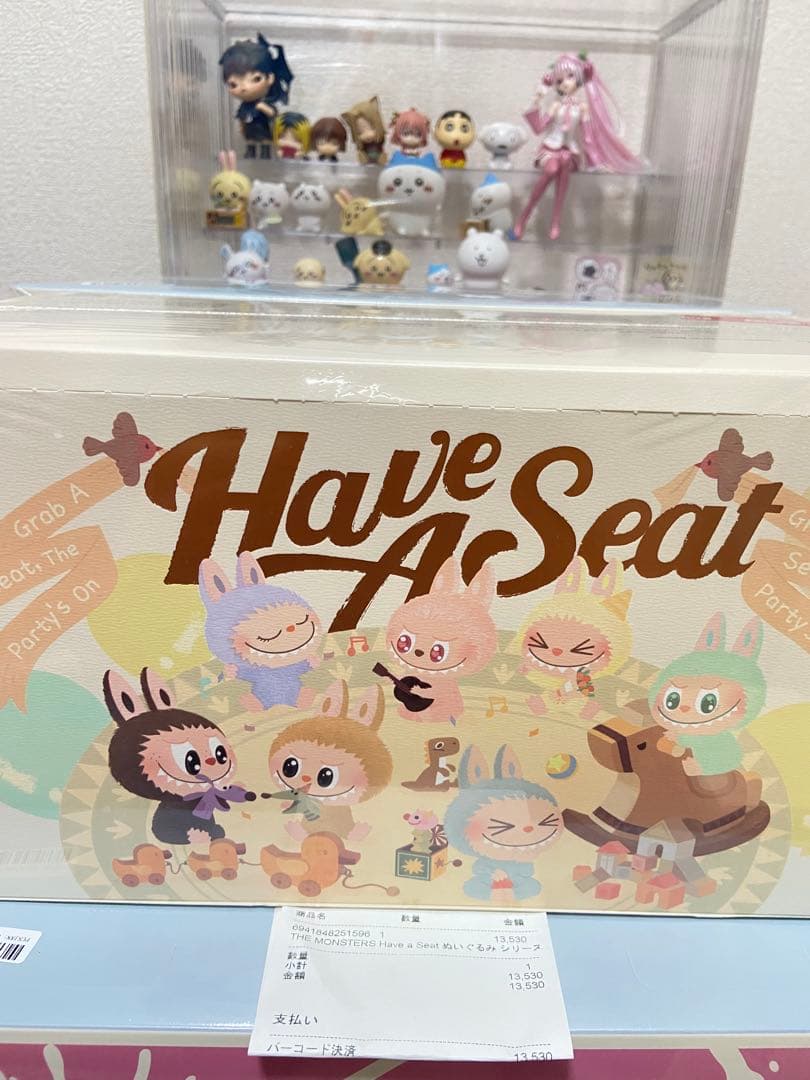 Have
A Seat
Grab A
Seat, The
Party's On
Party
商品名 数量 金額
6941848251596 1 13,530
THE MONSTERS Have a Seat ぬいぐるみ シリーズ
数量 1
小計 13,530
金額 13,530
支払い
バーコード決済 13,530